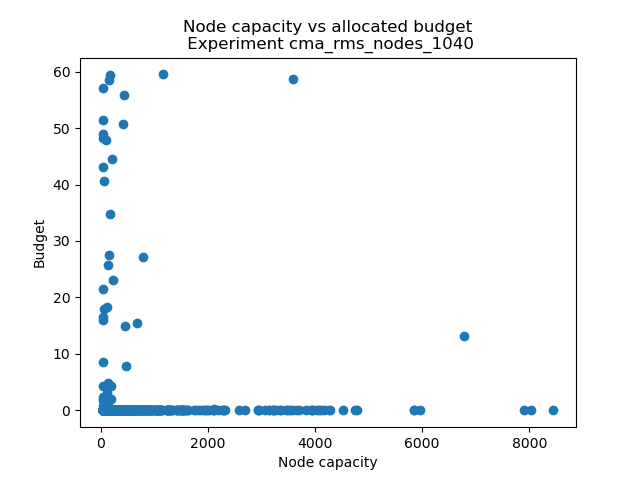 Node capacity vs allocated budget
Experiment cma_rms_nodes_1040
60
50
40
30
20
10
0
Budget
0 2000 4000 6000 8000
Node capacity